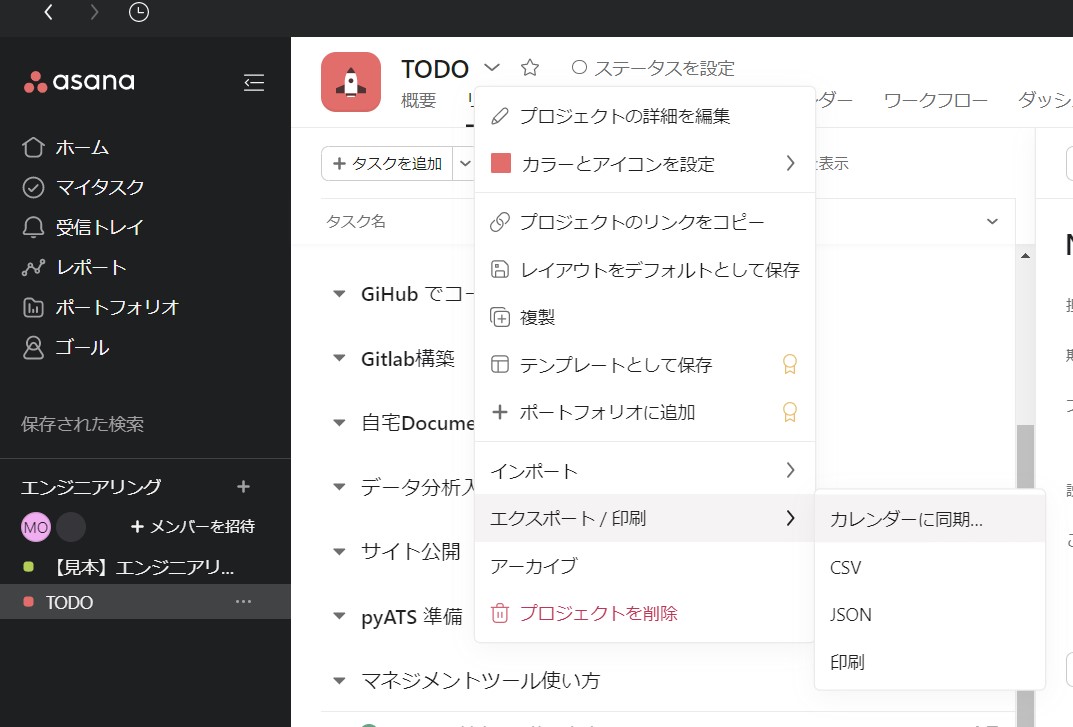 asana
ホーム
マイタスク
受信トレイ
レポート
ポートフォリオ
ゴール
保存された検索
エンジニアリング
MO
メンバーを招待
【見本】エンジニアリ...
TODO
TODO
ステータスを設定
概要
ダー
ワークフロー
ダッシ
タスクを追加
表示
タスク名
GiHub でコー
Gitlab構築
自宅Docume
データ分析入
サイト公開
pyATS 準備
マネジメントツール使い方
プロジェクトの詳細を編集
カラーとアイコンを設定
プロジェクトのリンクをコピー
レイアウトをデフォルトとして保存
複製
テンプレートとして保存
ポートフォリオに追加
インポート
エクスポート / 印刷
アーカイブ
プロジェクトを削除
カレンダーに同期...
CSV
JSON
印刷